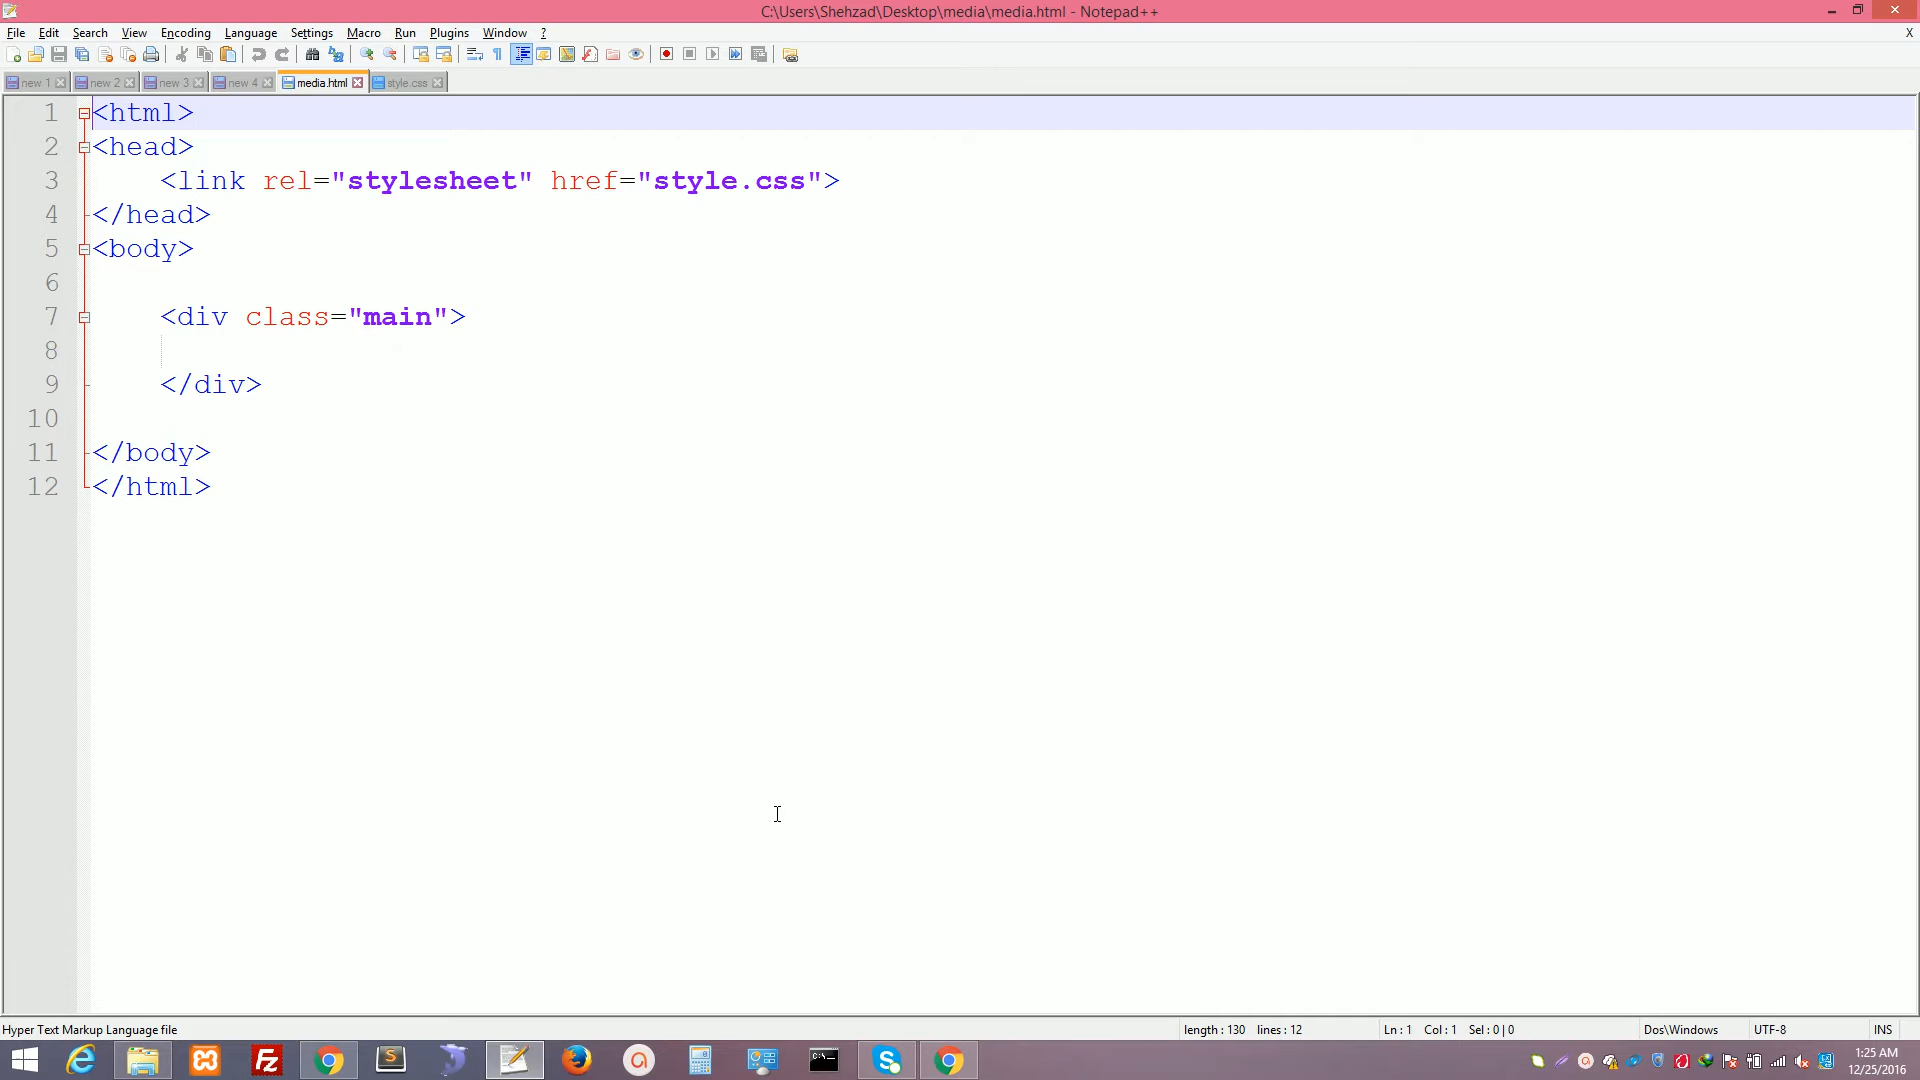 C:\Users\Shehzad\Desktop\media\media.html - Notepad++
File Edit Search View Encoding Language Settings Macro Run Plugins Window ? X
new 1 new 2 new 3 new 4 media.html style.css
1 <html>
2 <head>
3 <link rel="stylesheet" href="style.css">
4 </head>
5 <body>
6
7 <div class="main">
8
9 </div>
10
11 </body>
12 </html>
Hyper Text Markup Language file length : 130 lines : 12 Ln : 1 Col : 1 Sel : 0 | 0 Dos\Windows UTF-8 INS
1:25 AM
12/25/2016